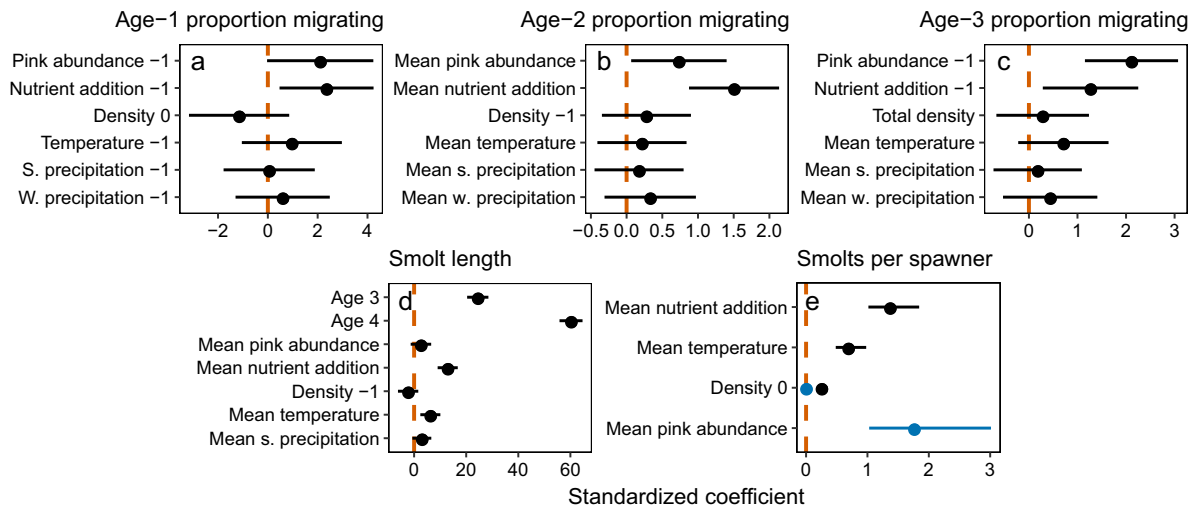 Age−1 proportion migrating
Age−2 proportion migrating
Age−3 proportion migrating
a
Pink abundance −1
Nutrient addition −1
Density 0
Temperature −1
S. precipitation −1
W. precipitation −1
−2 0 2 4
b
Mean pink abundance
Mean nutrient addition
Density −1
Mean temperature
Mean s. precipitation
Mean w. precipitation
−0.5 0.0 0.5 1.0 1.5 2.0
c
Pink abundance −1
Nutrient addition −1
Total density
Mean temperature
Mean s. precipitation
Mean w. precipitation
0 1 2 3
Smolt length
d
Age 3
Age 4
Mean pink abundance
Mean nutrient addition
Density −1
Mean temperature
Mean s. precipitation
0 20 40 60
Smolts per spawner
e
Mean nutrient addition
Mean temperature
Density 0
Mean pink abundance
0 1 2 3
Standardized coefficient